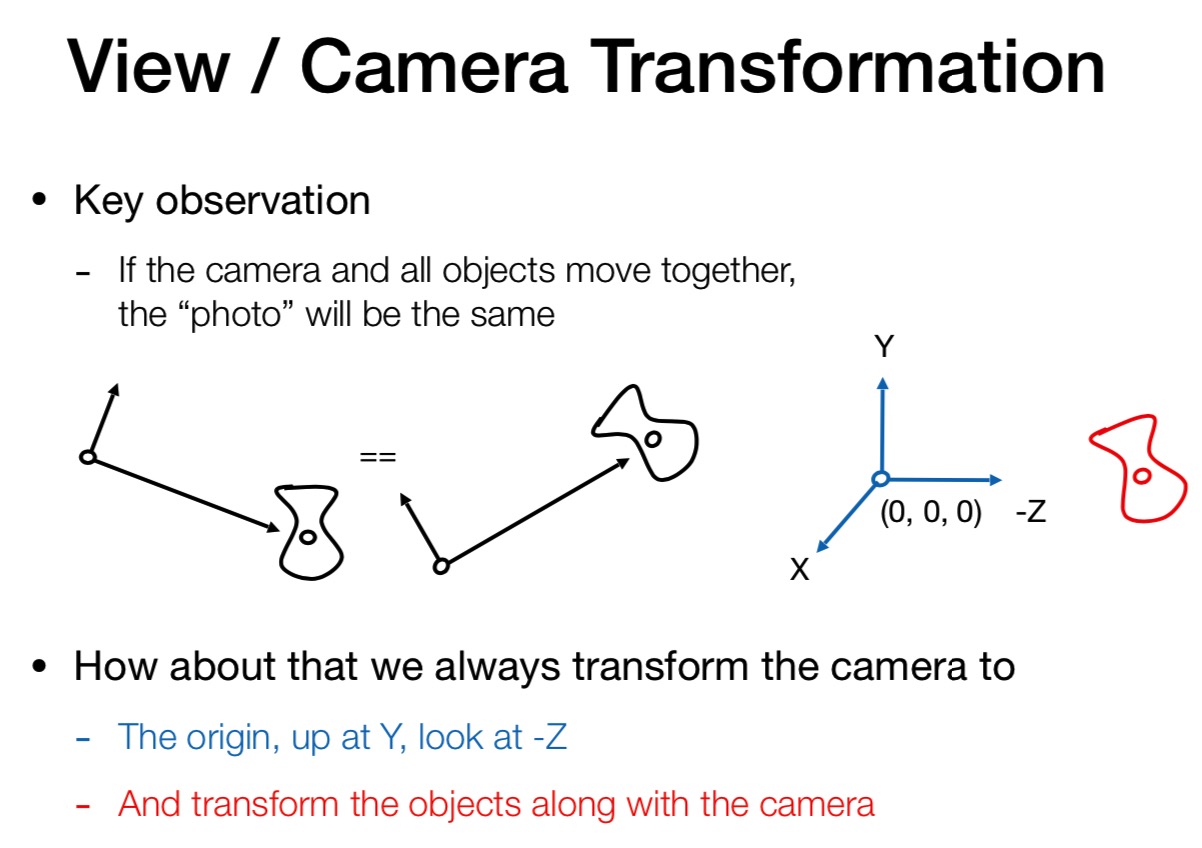 View / Camera Transformation
• Key observation
- If the camera and all objects move together,
the “photo” will be the same
==
Y
(0, 0, 0)
-Z
X
• How about that we always transform the camera to
- The origin, up at Y, look at -Z
- And transform the objects along with the camera